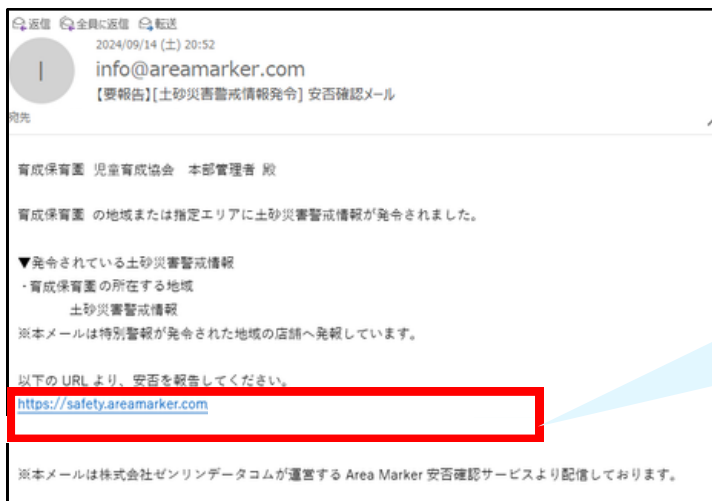 返信 全員に返信 転送
2024/09/14 (土) 20:52
I
info@areamarker.com
【要報告】[土砂災害警戒情報発令] 安否確認メール
宛先
育成保育園 児童育成協会 本部管理者 殿
育成保育園 の地域または指定エリアに土砂災害警戒情報が発令されました。
▼発令されている土砂災害警戒情報
・育成保育園の所在する地域
土砂災害警戒情報
※本メールは特別警報が発令された地域の店舗へ発報しています。
以下の URL より、安否を報告してください。
https://safety.areamarker.com
※本メールは株式会社ゼンリンデータコムが運営する Area Marker 安否確認サービスより配信しております。